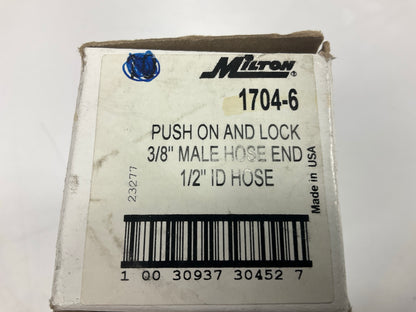 MILTON®
1704-6
PUSH ON AND LOCK
3/8" MALE HOSE END
1/2" ID HOSE
23277
Made in USA
1 00 30937 30452 7